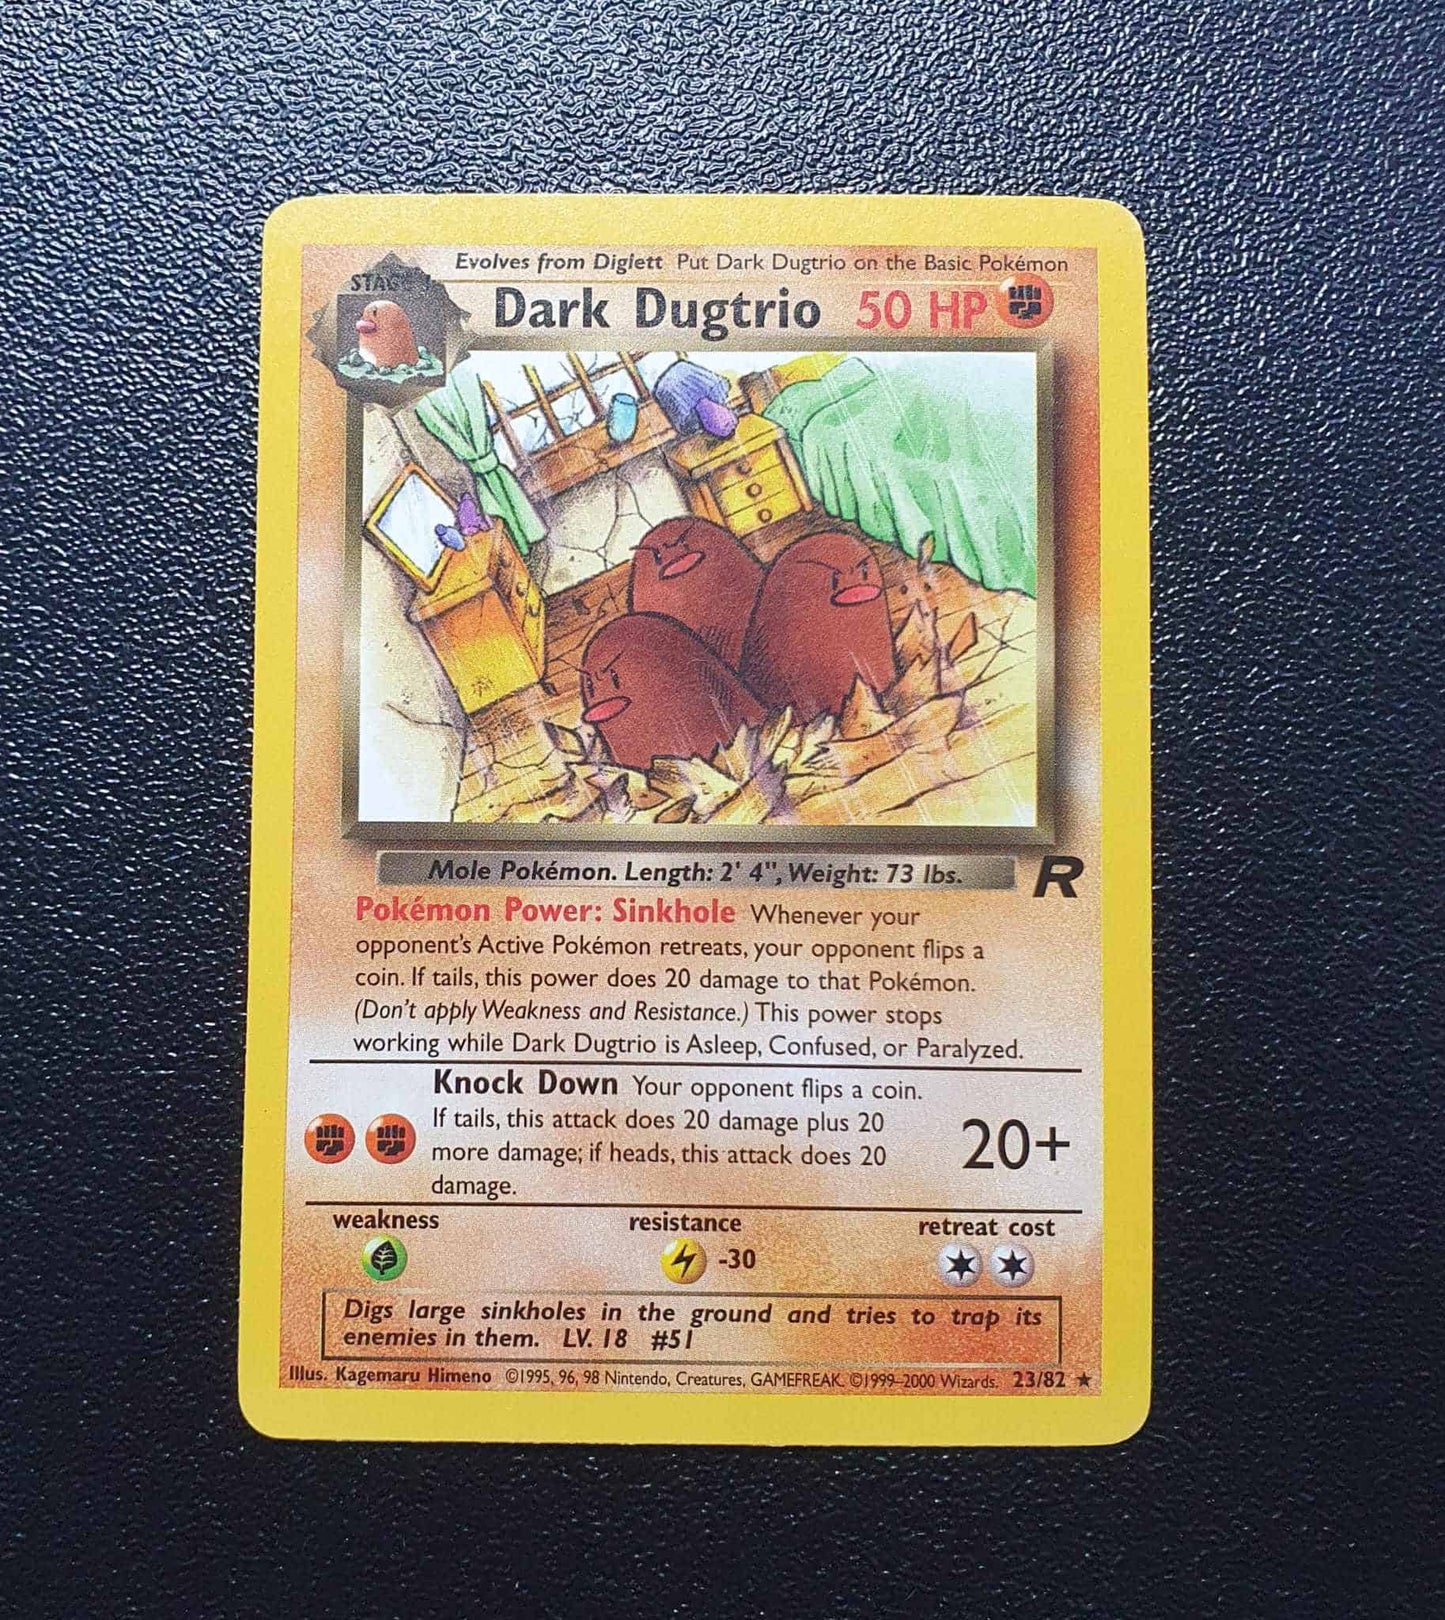 Evolves from Diglett Put Dark Dugtrio on the Basic Pokémon
STAGE 1
Dark Dugtrio 50 HP
Mole Pokémon. Length: 2' 4", Weight: 73 lbs.
R
Pokémon Power: Sinkhole Whenever your
opponent's Active Pokémon retreats, your opponent flips a
coin. If tails, this power does 20 damage to that Pokémon.
(Don't apply Weakness and Resistance.) This power stops
working while Dark Dugtrio is Asleep, Confused, or Paralyzed.
Knock Down Your opponent flips a coin.
If tails, this attack does 20 damage plus 20
more damage; if heads, this attack does 20
damage.
20+
weakness resistance retreat cost
-30
Digs large sinkholes in the ground and tries to trap its
enemies in them. LV. 18 #51
Illus. Kagemaru Himeno ©1995, 96, 98 Nintendo, Creatures, GAMEFREAK. ©1999–2000 Wizards. 23/82 ★